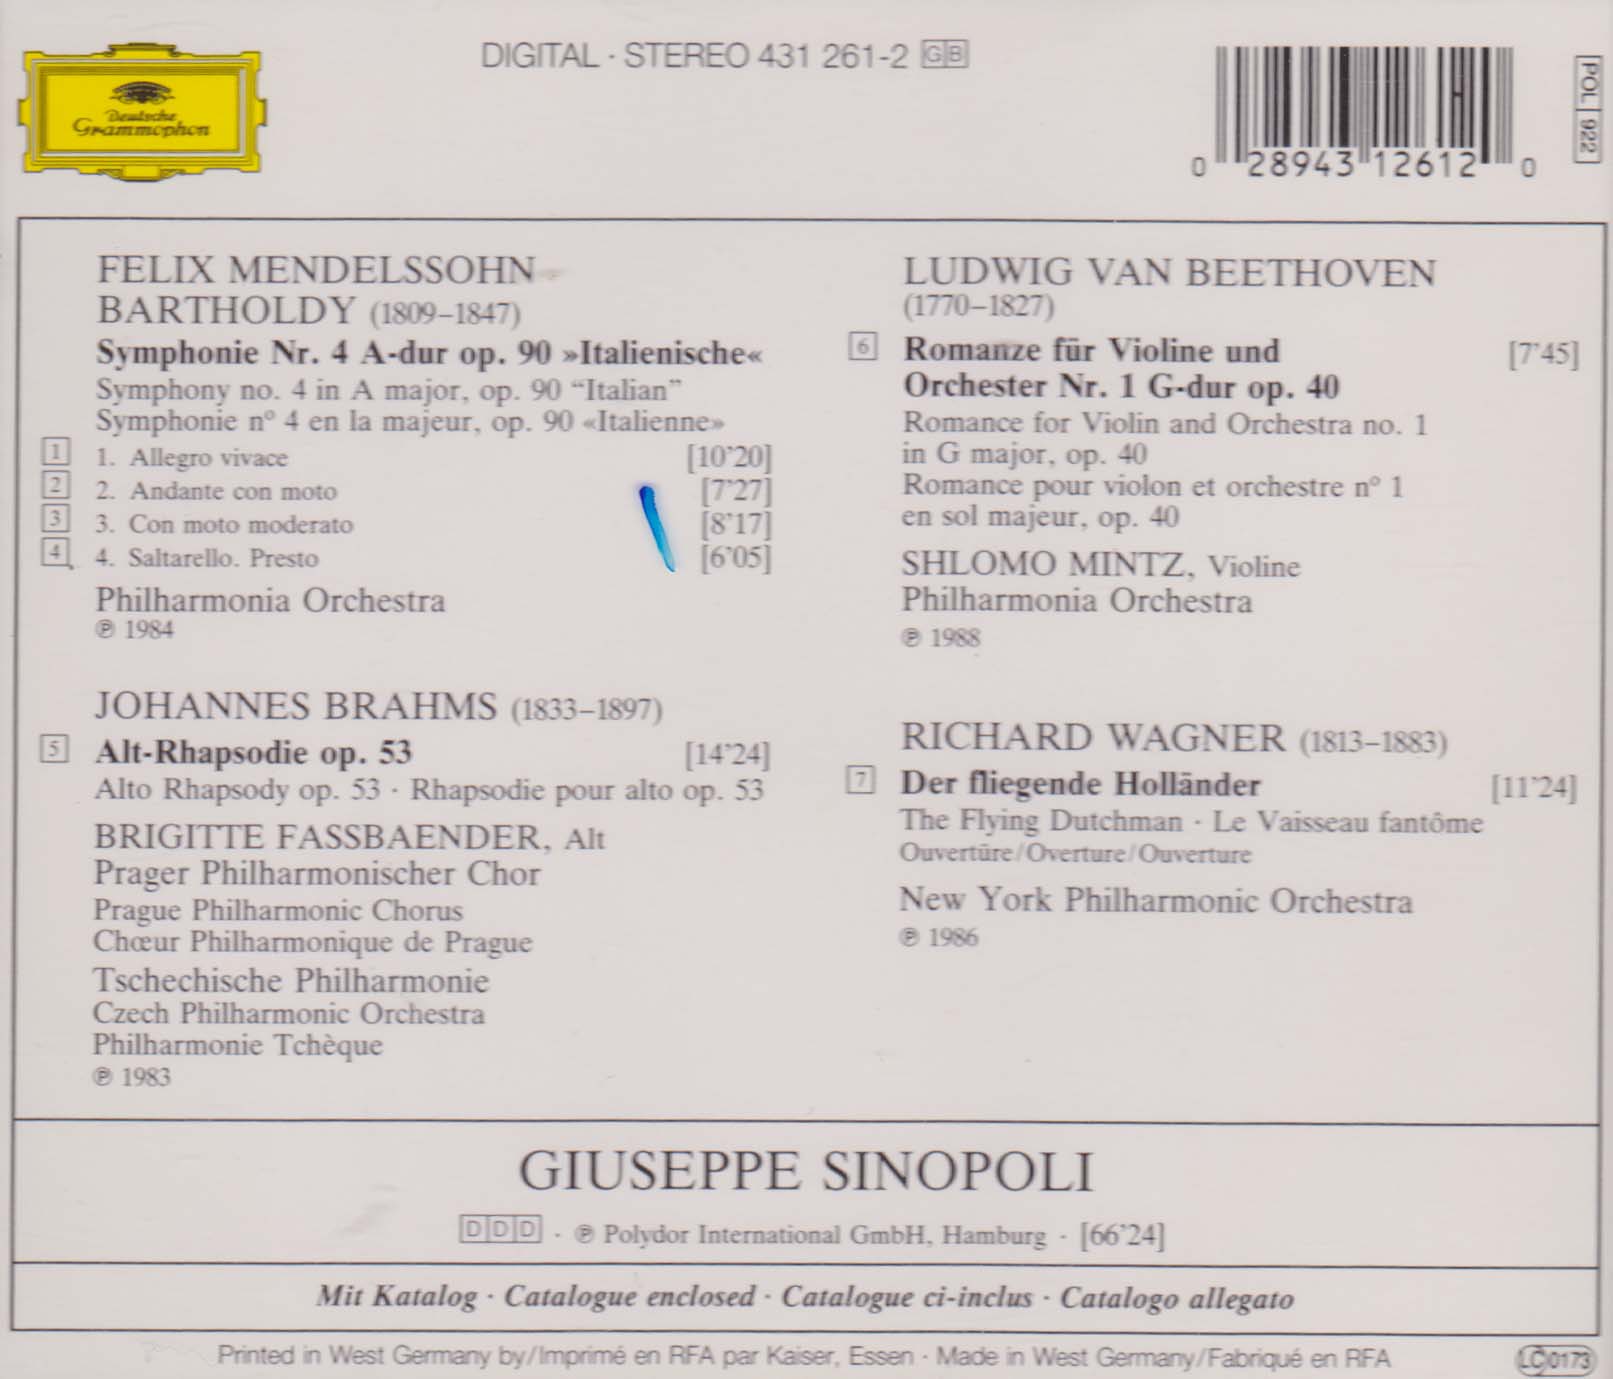 Deutsche
Grammophon
DIGITAL · STEREO 431 261-2 GB
0 28943 12612 0
POL 922
FELIX MENDELSSOHN
BARTHOLDY (1809–1847)
Symphonie Nr. 4 A-dur op. 90 »Italienische«
Symphony no. 4 in A major, op. 90 “Italian”
Symphonie nº 4 en la majeur, op. 90 «Italienne»
1 1. Allegro vivace [10'20]
2 2. Andante con moto [7'27]
3 3. Con moto moderato [8'17]
4 4. Saltarello. Presto [6'05]
Philharmonia Orchestra
℗ 1984
JOHANNES BRAHMS (1833–1897)
5 Alt-Rhapsodie op. 53 [14'24]
Alto Rhapsody op. 53 · Rhapsodie pour alto op. 53
BRIGITTE FASSBAENDER, Alt
Prager Philharmonischer Chor
Prague Philharmonic Chorus
Chœur Philharmonique de Prague
Tschechische Philharmonie
Czech Philharmonic Orchestra
Philharmonie Tchèque
℗ 1983
LUDWIG VAN BEETHOVEN
(1770–1827)
6 Romanze für Violine und [7'45]
Orchester Nr. 1 G-dur op. 40
Romance for Violin and Orchestra no. 1
in G major, op. 40
Romance pour violon et orchestre nº 1
en sol majeur, op. 40
SHLOMO MINTZ, Violine
Philharmonia Orchestra
℗ 1988
RICHARD WAGNER (1813–1883)
7 Der fliegende Holländer [11'24]
The Flying Dutchman · Le Vaisseau fantôme
Ouvertüre/Overture/Ouverture
New York Philharmonic Orchestra
℗ 1986
GIUSEPPE SINOPOLI
DDD · ℗ Polydor International GmbH, Hamburg · [66'24]
Mit Katalog · Catalogue enclosed · Catalogue ci-inclus · Catalogo allegato
Printed in West Germany by/Imprimé en RFA par Kaiser, Essen · Made in West Germany/Fabriqué en RFA
LC 0173